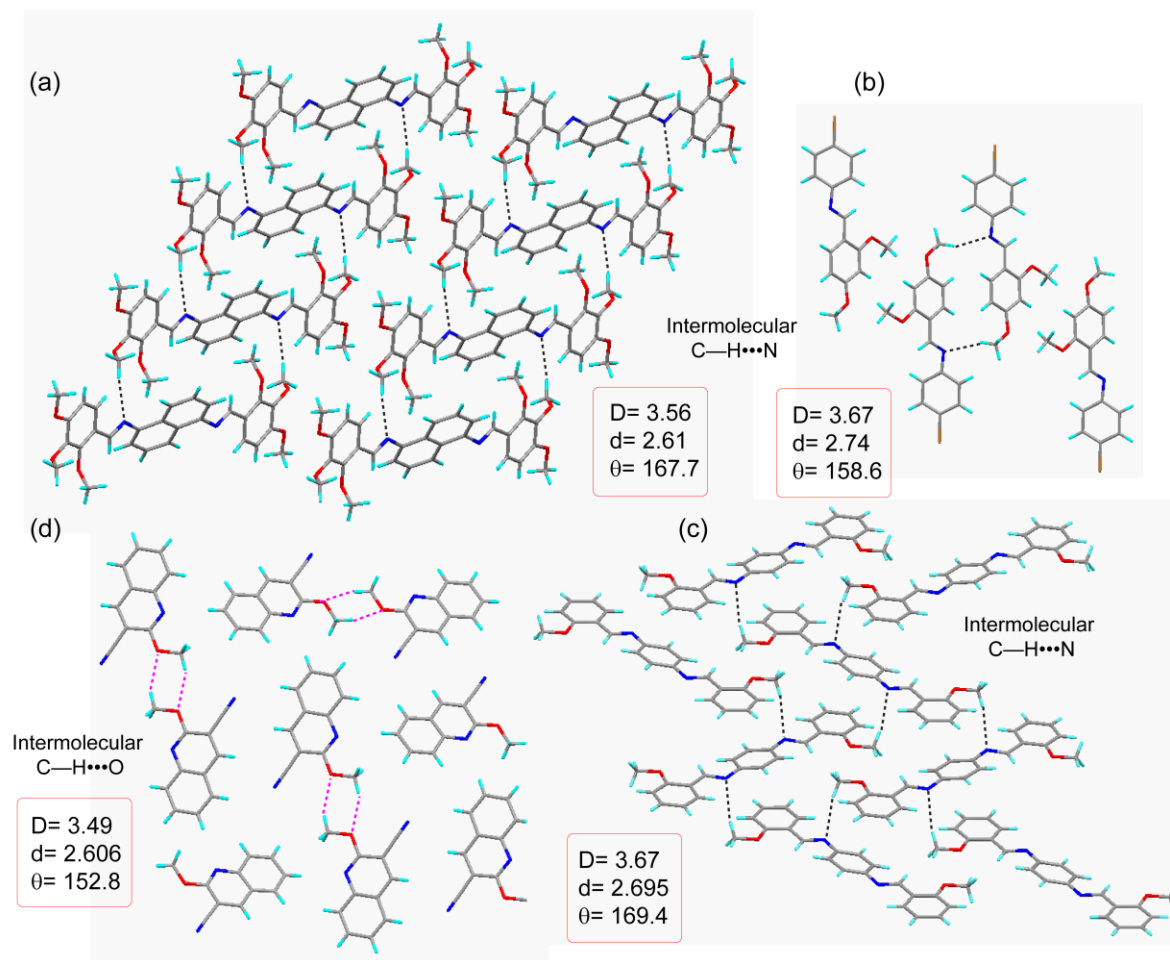 (a)
(b)
Intermolecular
C—H•••N
D= 3.56
d= 2.61
θ= 167.7
D= 3.67
d= 2.74
θ= 158.6
(d)
(c)
Intermolecular
C—H•••N
Intermolecular
C—H•••O
D= 3.49
d= 2.606
θ= 152.8
D= 3.67
d= 2.695
θ= 169.4